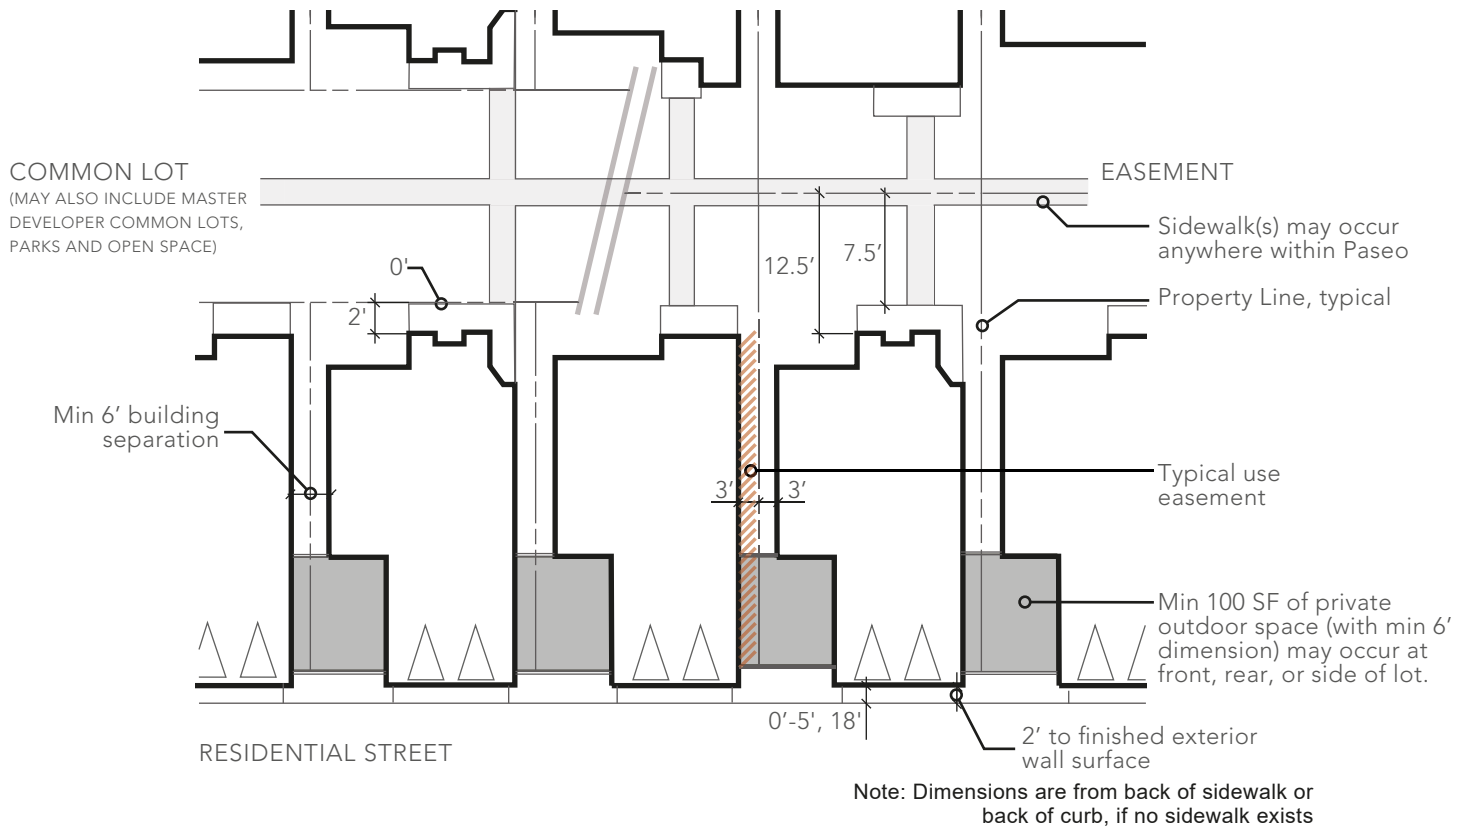 COMMON LOT
(MAY ALSO INCLUDE MASTER
DEVELOPER COMMON LOTS,
PARKS AND OPEN SPACE)
EASEMENT
Sidewalk(s) may occur
anywhere within Paseo
0'
12.5’
7.5’
Property Line, typical
2'
Min 6’ building
separation
Typical use
easement
3’
3’
Min 100 SF of private
outdoor space (with min 6’
dimension) may occur at
front, rear, or side of lot.
0’-5', 18'
RESIDENTIAL STREET
2’ to finished exterior
wall surface
Note: Dimensions are from back of sidewalk or
back of curb, if no sidewalk exists